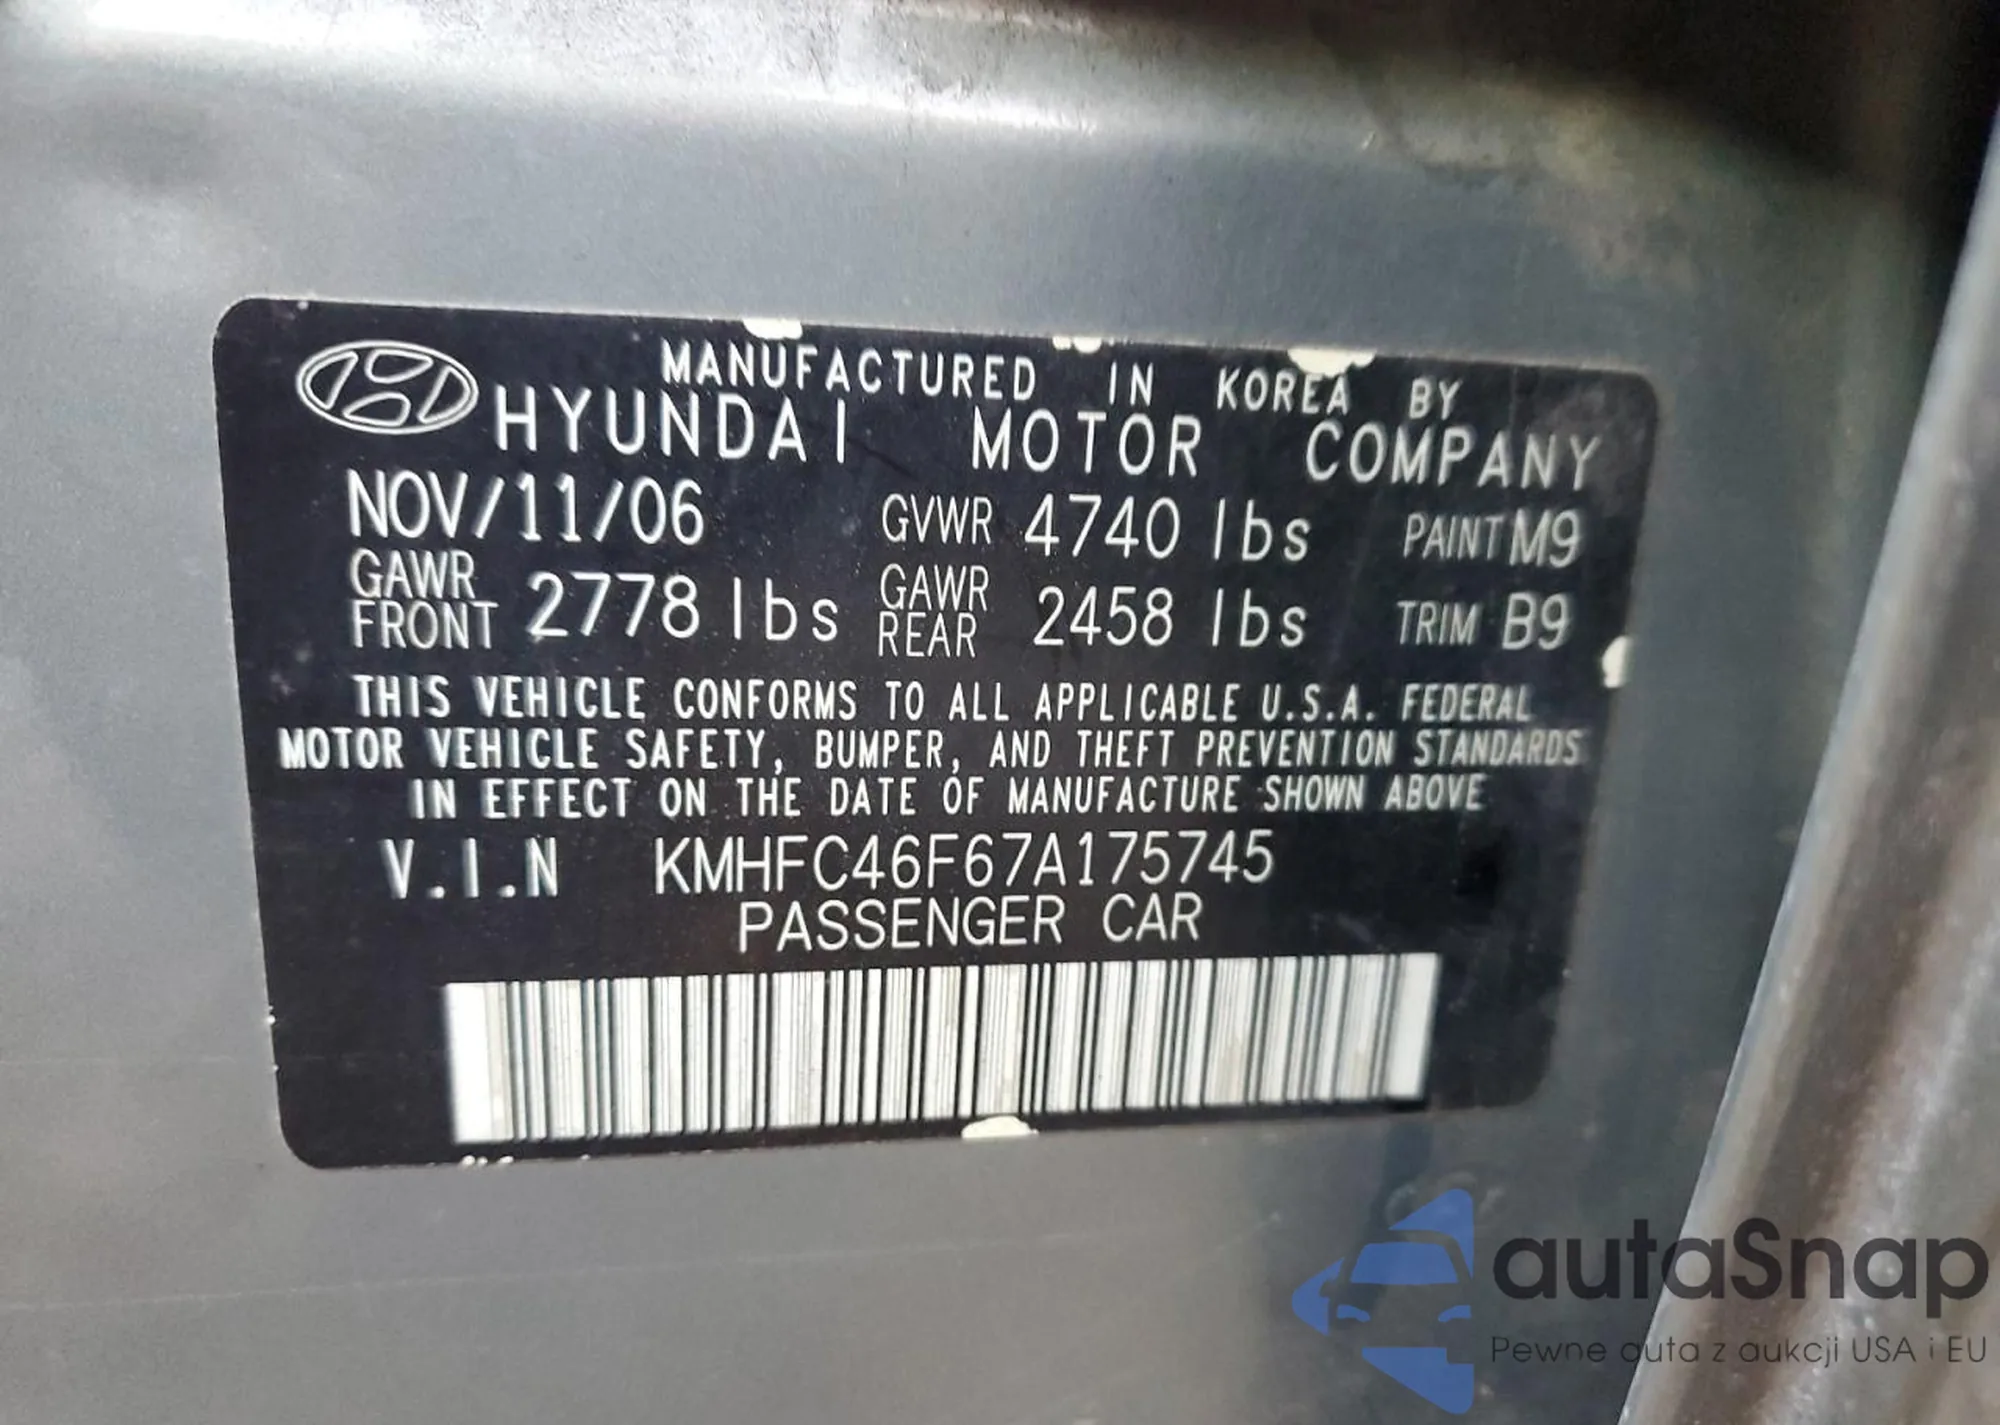 MANUFACTURED IN KOREA BY
HYUNDAI MOTOR COMPANY
NOV/11/06 GVWR 4740 lbs PAINT M9
GAWR FRONT 2778 lbs GAWR REAR 2458 lbs TRIM B9
THIS VEHICLE CONFORMS TO ALL APPLICABLE U.S.A. FEDERAL
MOTOR VEHICLE SAFETY, BUMPER, AND THEFT PREVENTION STANDARDS
IN EFFECT ON THE DATE OF MANUFACTURE SHOWN ABOVE
V.I.N KMHFC46F67A175745
PASSENGER CAR
autaSnap
Pewne auta z aukcji USA i EU